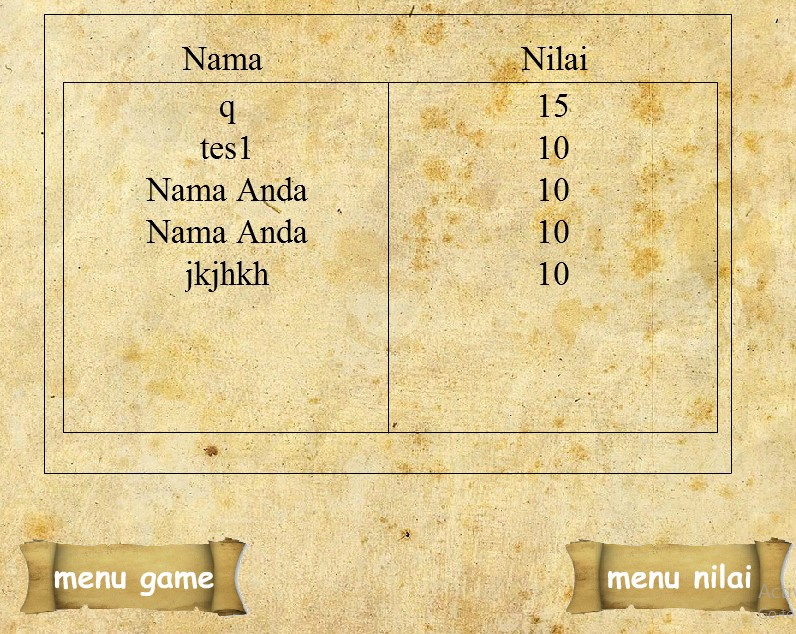 Nama Nilai
q 15
tes1 10
Nama Anda 10
Nama Anda 10
jkjhkh 10
menu game menu nilai